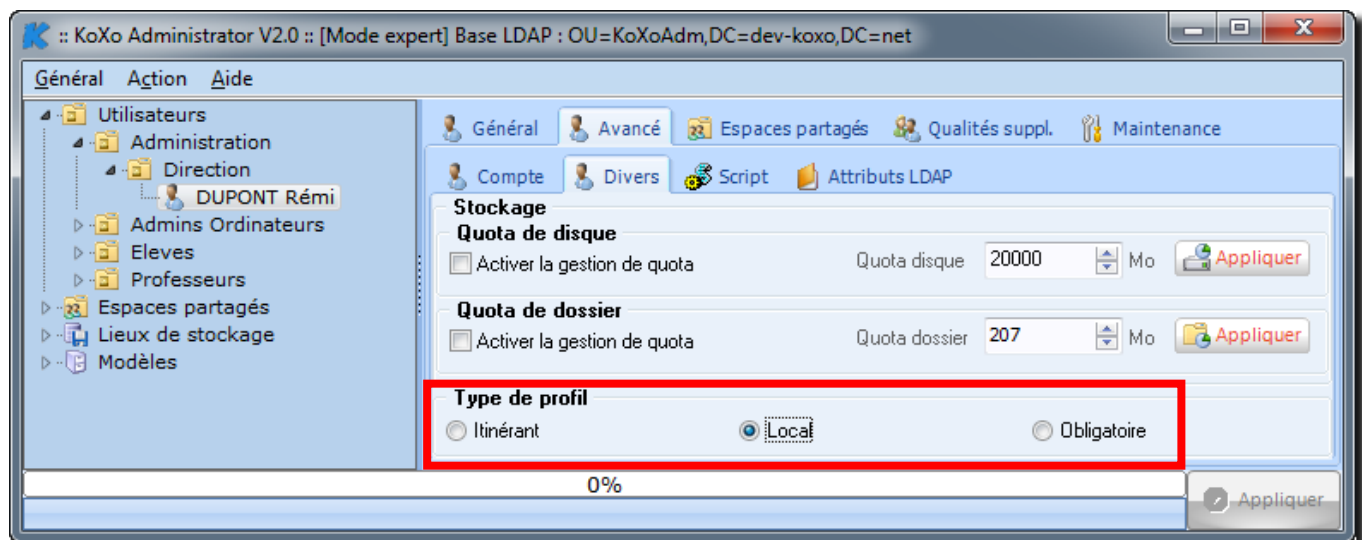 :: KoXo Administrator V2.0 :: [Mode expert] Base LDAP : OU=KoXoAdm,DC=dev-koxo,DC=net
Général Action Aide
Utilisateurs
Administration
Direction
DUPONT Rémi
Admins Ordinateurs
Eleves
Professeurs
Espaces partagés
Lieux de stockage
Modèles
Général Avancé Espaces partagés Qualités suppl. Maintenance
Compte Divers Script Attributs LDAP
Stockage
Quota de disque
Activer la gestion de quota Quota disque 20000 Mo Appliquer
Quota de dossier
Activer la gestion de quota Quota dossier 207 Mo Appliquer
Type de profil
Itinérant Local Obligatoire
0%
Appliquer